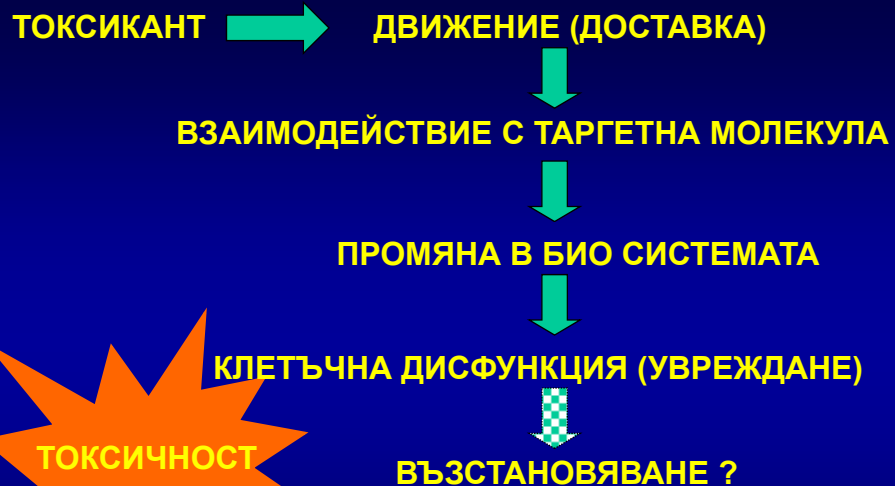 ТОКСИКАНТ
ДВИЖЕНИЕ (ДОСТАВКА)
ВЗАИМОДЕЙСТВИЕ С ТАРГЕТНА МОЛЕКУЛА
ПРОМЯНА В БИО СИСТЕМАТА
КЛЕТЪЧНА ДИСФУНКЦИЯ (УВРЕЖДАНЕ)
ТОКСИЧНОСТ
ВЪЗСТАНОВЯВАНЕ ?